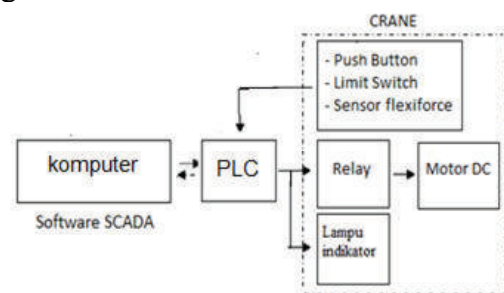 CRANE
- Push Button
- Limit Switch
- Sensor flexiforce
komputer
PLC
Relay
Motor DC
Software SCADA
Lampu
indikator